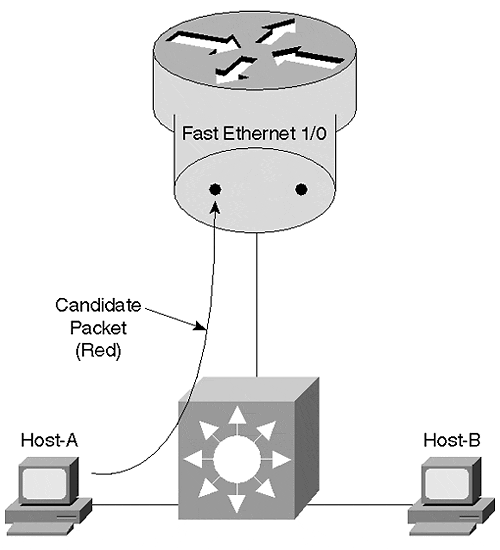 Fast Ethernet 1/0
Candidate
Packet
(Red)
Host-A
Host-B